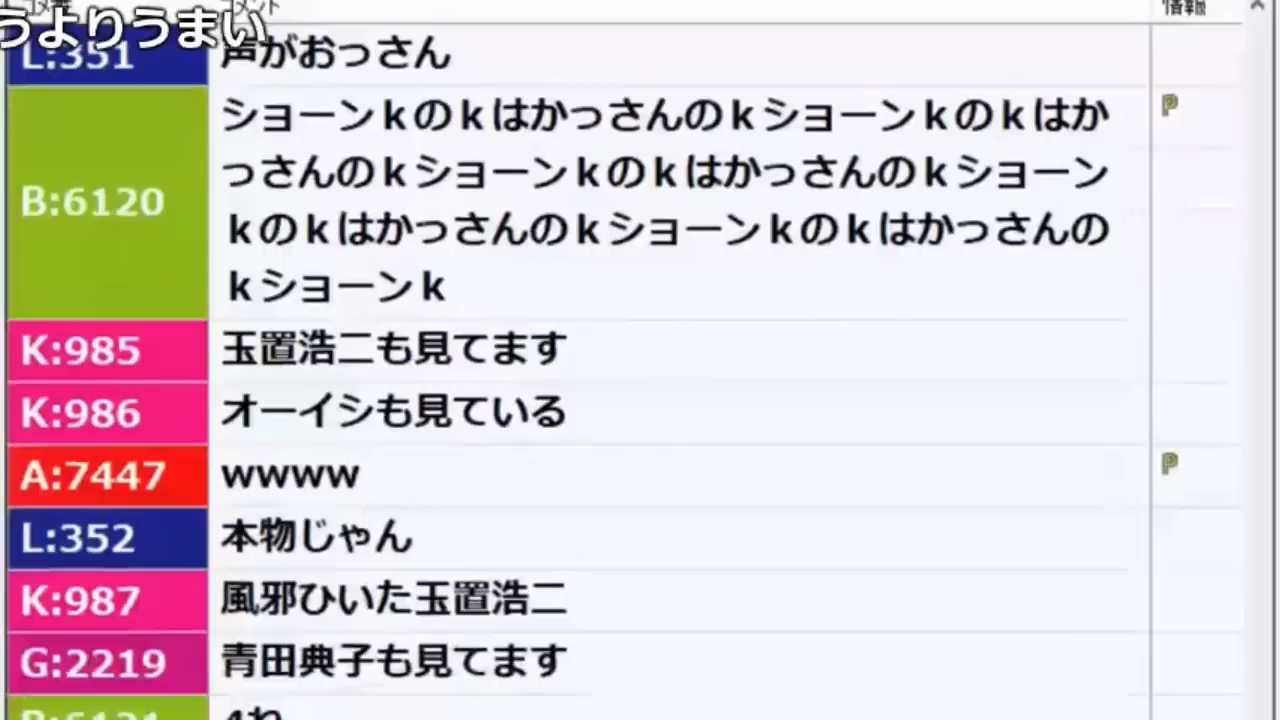 うよりうまい
コメント
情報
L:351 声がおっさん
B:6120 ショーンｋのｋはかっさんのｋショーンｋのｋはか
っさんのｋショーンｋのｋはかっさんのｋショーン
ｋのｋはかっさんのｋショーンｋのｋはかっさんの
ｋショーンｋ
P
K:985 玉置浩二も見てます
K:986 オーイシも見ている
A:7447 wwww
P
L:352 本物じゃん
K:987 風邪ひいた玉置浩二
G:2219 青田典子も見てます
B:6121